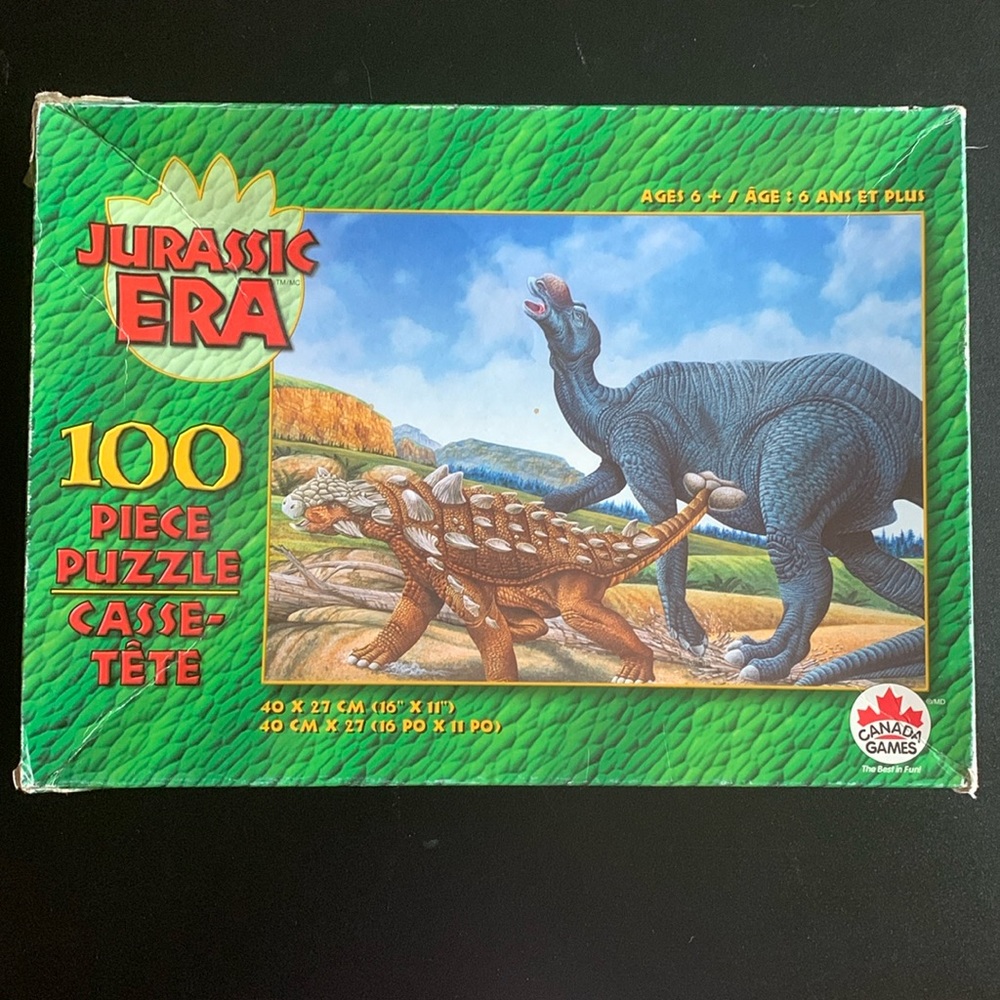 AGES 6 + / ÂGE : 6 ANS ET PLUS
JURASSIC
ERA
TM/MC
100
PIECE
PUZZLE
CASSE-
TÊTE
40 X 27 CM (16" X 11")
40 CM X 27 (16 PO X 11 PO)
®/MD
CANADA
GAMES
The Best in Fun!